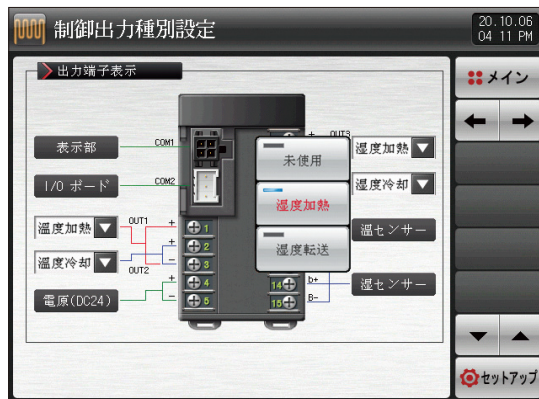 制御出力種別設定
20.10.06
04 11 PM
出力端子表示
メイン
表示部
COM1
+ OUT3
湿度加熱
未使用
I/O ボード
COM2
湿度冷却
湿度加熱
温度加熱
OUT1
+
1
温センサー
+
2
湿度転送
温度冷却
-
3
OUT2
+
4
14
b+
湿センサー
電原(DC24)
-
5
15
B-
セットアップ